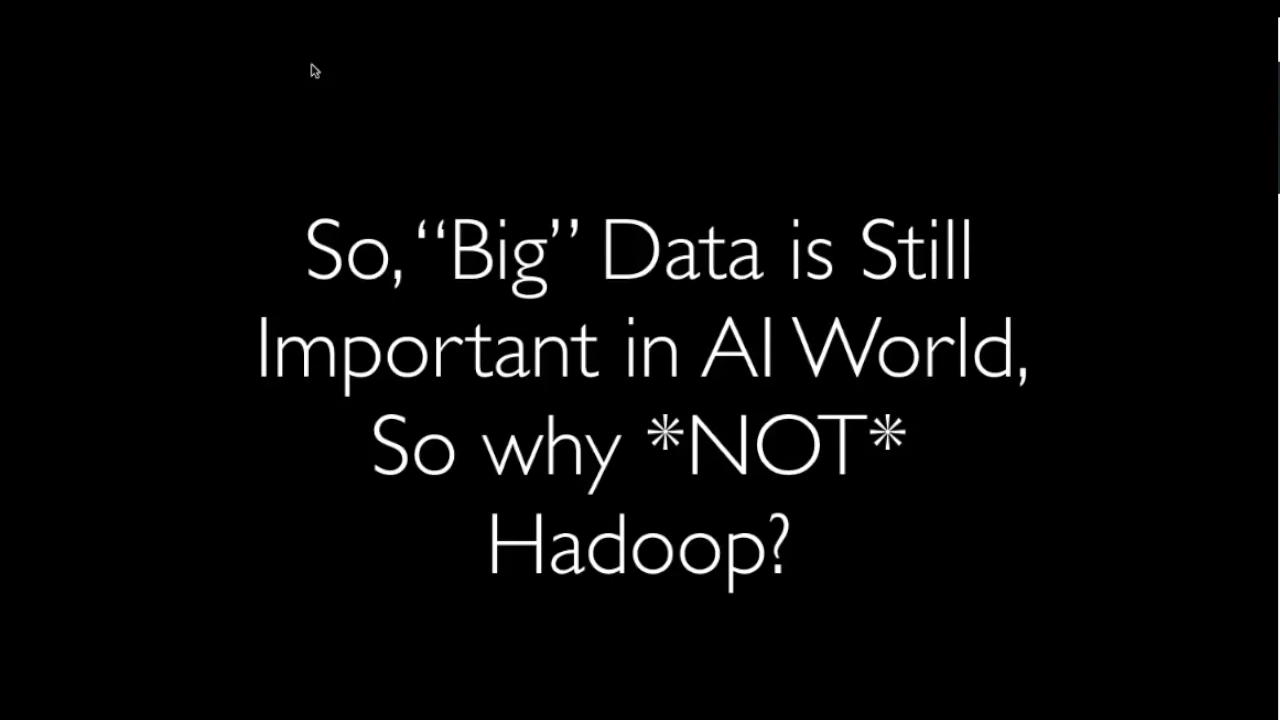 So, “Big” Data is Still
Important in AI World,
So why *NOT*
Hadoop?